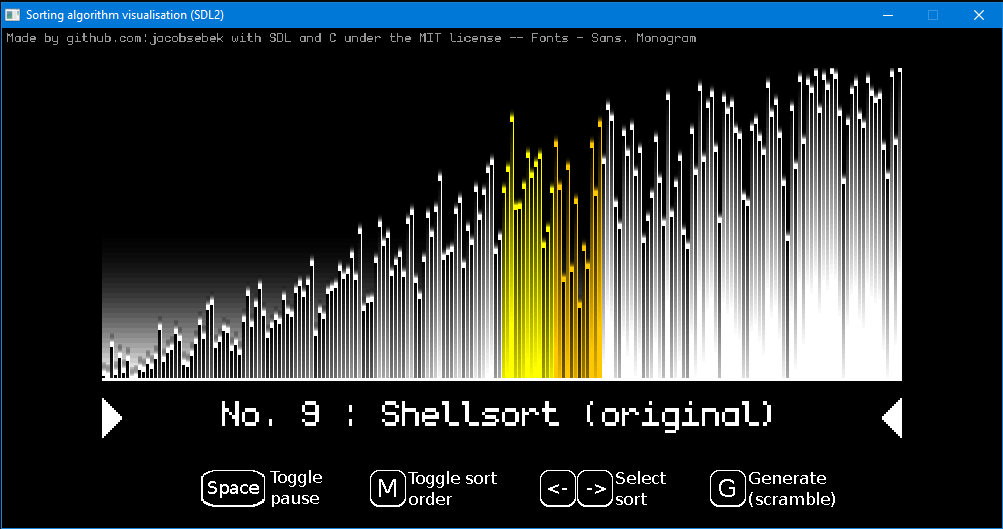 Sorting algorithm visualisation (SDL2)
Made by github.com:jacobsebek with SDL and C under the MIT license -- Fonts - Sans. Monogram
No. 9 : Shellsort (original)
Space Toggle pause
M Toggle sort order
<- -> Select sort
G Generate (scramble)